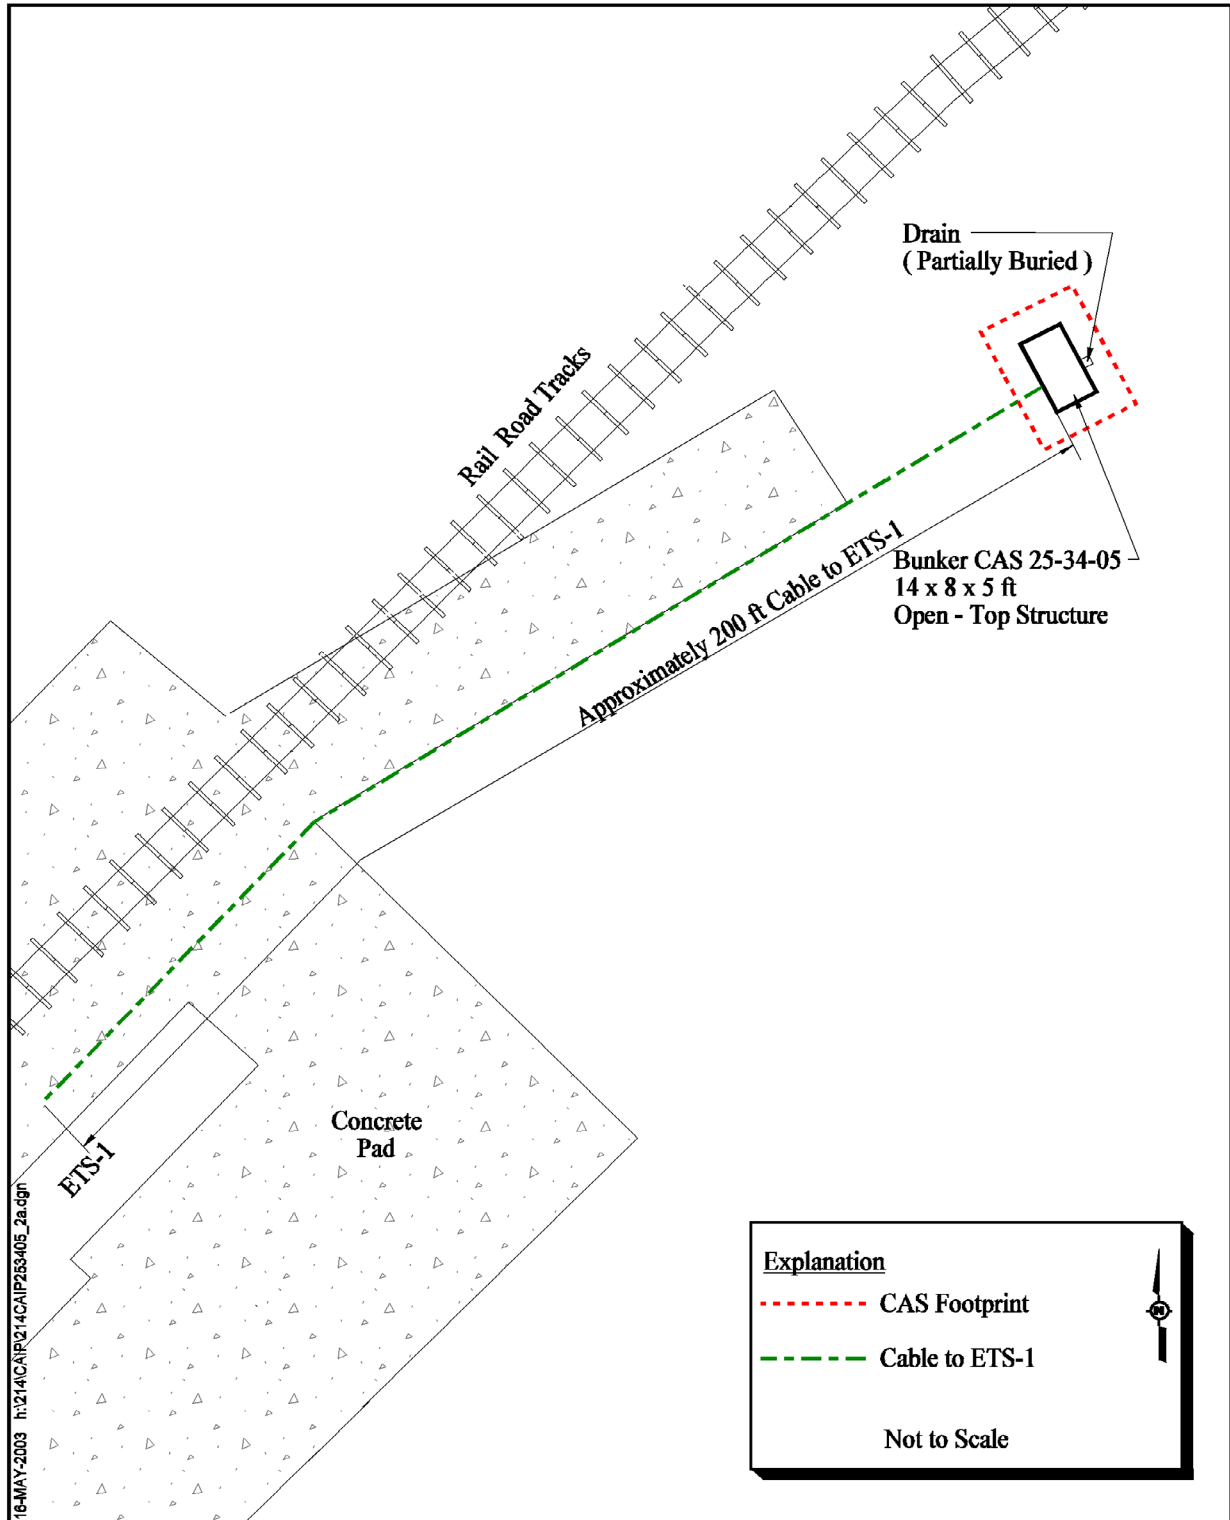 Drain
( Partially Buried )
Rail Road Tracks
Approximately 200 ft Cable to ETS-1
Bunker CAS 25-34-05
14 x 8 x 5 ft
Open - Top Structure
Concrete
Pad
ETS-1
Explanation
CAS Footprint
Cable to ETS-1
Not to Scale
N
16-MAY-2003 h:\214\CAIP\214CAIP253405_2a.dgn